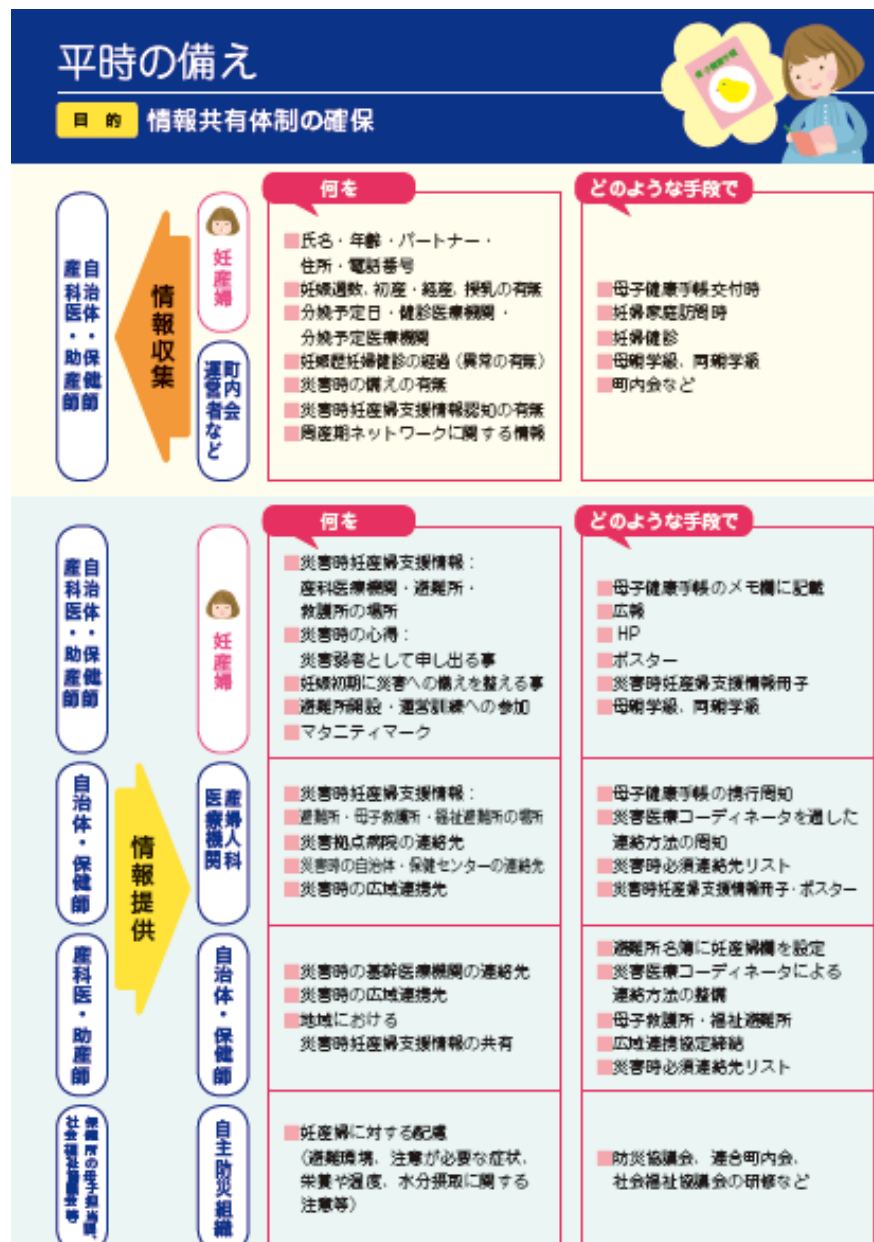 平時の備え
母子健康手帳
目 的 情報共有体制の確保
自治体・保健師
産科医・助産師
情報収集
妊産婦
町内会
運営者など
何を
■氏名・年齢・パートナー・
住所・電話番号
■妊娠週数、初産・経産、授乳の有無
■分娩予定日・健診医療機関・
分娩予定医療機関
■妊娠歴妊婦健診の経過（異常の有無）
■災害時の備えの有無
■災害時妊産婦支援情報認知の有無
■周産期ネットワークに関する情報
どのような手段で
■母子健康手帳交付時
■妊婦家庭訪問時
■妊婦健診
■母親学級、両親学級
■町内会など
自治体・保健師
産科医・助産師
情報提供
妊産婦
何を
■災害時妊産婦支援情報：
産科医療機関・避難所・
救護所の場所
■災害時の心得：
災害弱者として申し出る事
■妊娠初期に災害への備えを整える事
■避難所開設・運営訓練への参加
■マタニティマーク
どのような手段で
■母子健康手帳のメモ欄に記載
■広報
■HP
■ポスター
■災害時妊産婦支援情報冊子
■母親学級、両親学級
自治体・保健師
産婦人科
医療機関
■災害時妊産婦支援情報：
■避難所・母子救護所・福祉避難所の場所
■災害拠点病院の連絡先
■災害時の自治体・保健センターの連絡先
■災害時の広域連携先
■母子健康手帳の携行周知
■災害医療コーディネータを通した
連絡方法の周知
■災害時必須連絡先リスト
■災害時妊産婦支援情報冊子・ポスター
産科医・助産師
自治体・保健師
■災害時の基幹医療機関の連絡先
■災害時の広域連携先
■地域における
災害時妊産婦支援情報の共有
■避難所名簿に妊産婦欄を設定
■災害医療コーディネータによる
連絡方法の整備
■母子救護所・福祉避難所
■広域連携協定締結
■災害時必須連絡先リスト
保健所の母子担当課、
社会福祉協議会 等
自主防災組織
■妊産婦に対する配慮
（避難環境、注意が必要な症状、
栄養や温度、水分摂取に関する
注意等）
■防災協議会、連合町内会、
社会福祉協議会の研修など